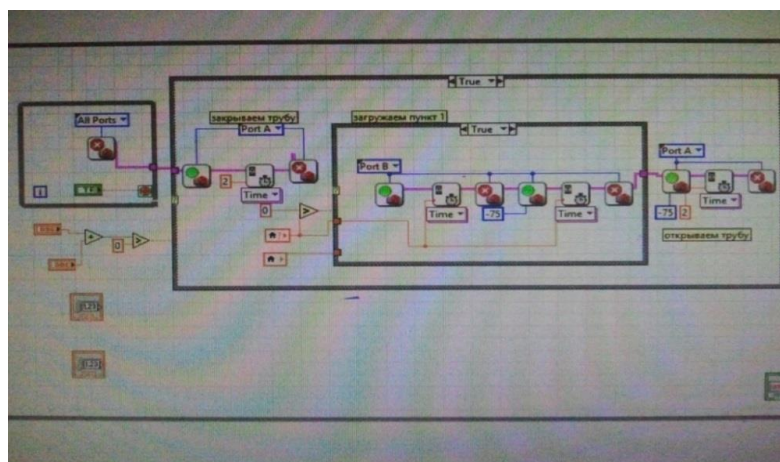 True
All Ports
закрываем трубу
Port A
загружаем пункт 1
True
Port B
Port A
2
Time
0
Time
-75
Time
-75
2
Time
открываем трубу
0